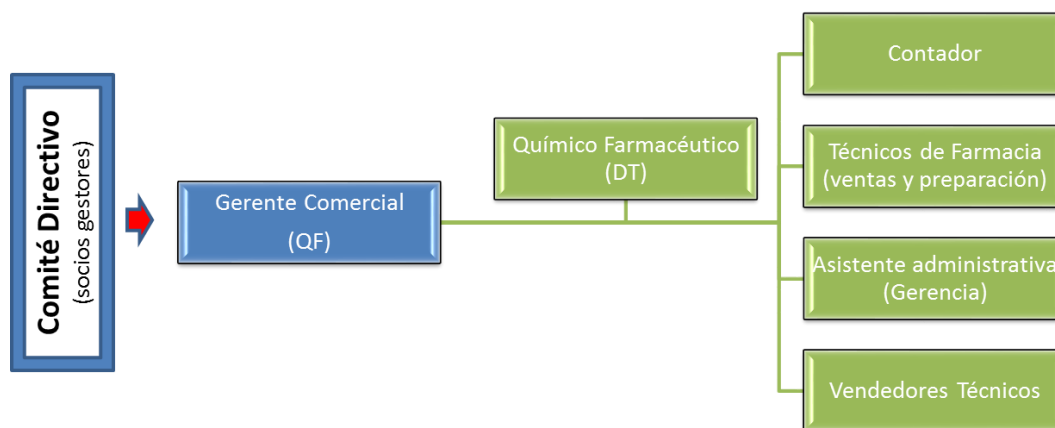 Comité Directivo
(socios gestores)
Gerente Comercial
(QF)
Químico Farmacéutico
(DT)
Contador
Técnicos de Farmacia
(ventas y preparación)
Asistente administrativa
(Gerencia)
Vendedores Técnicos